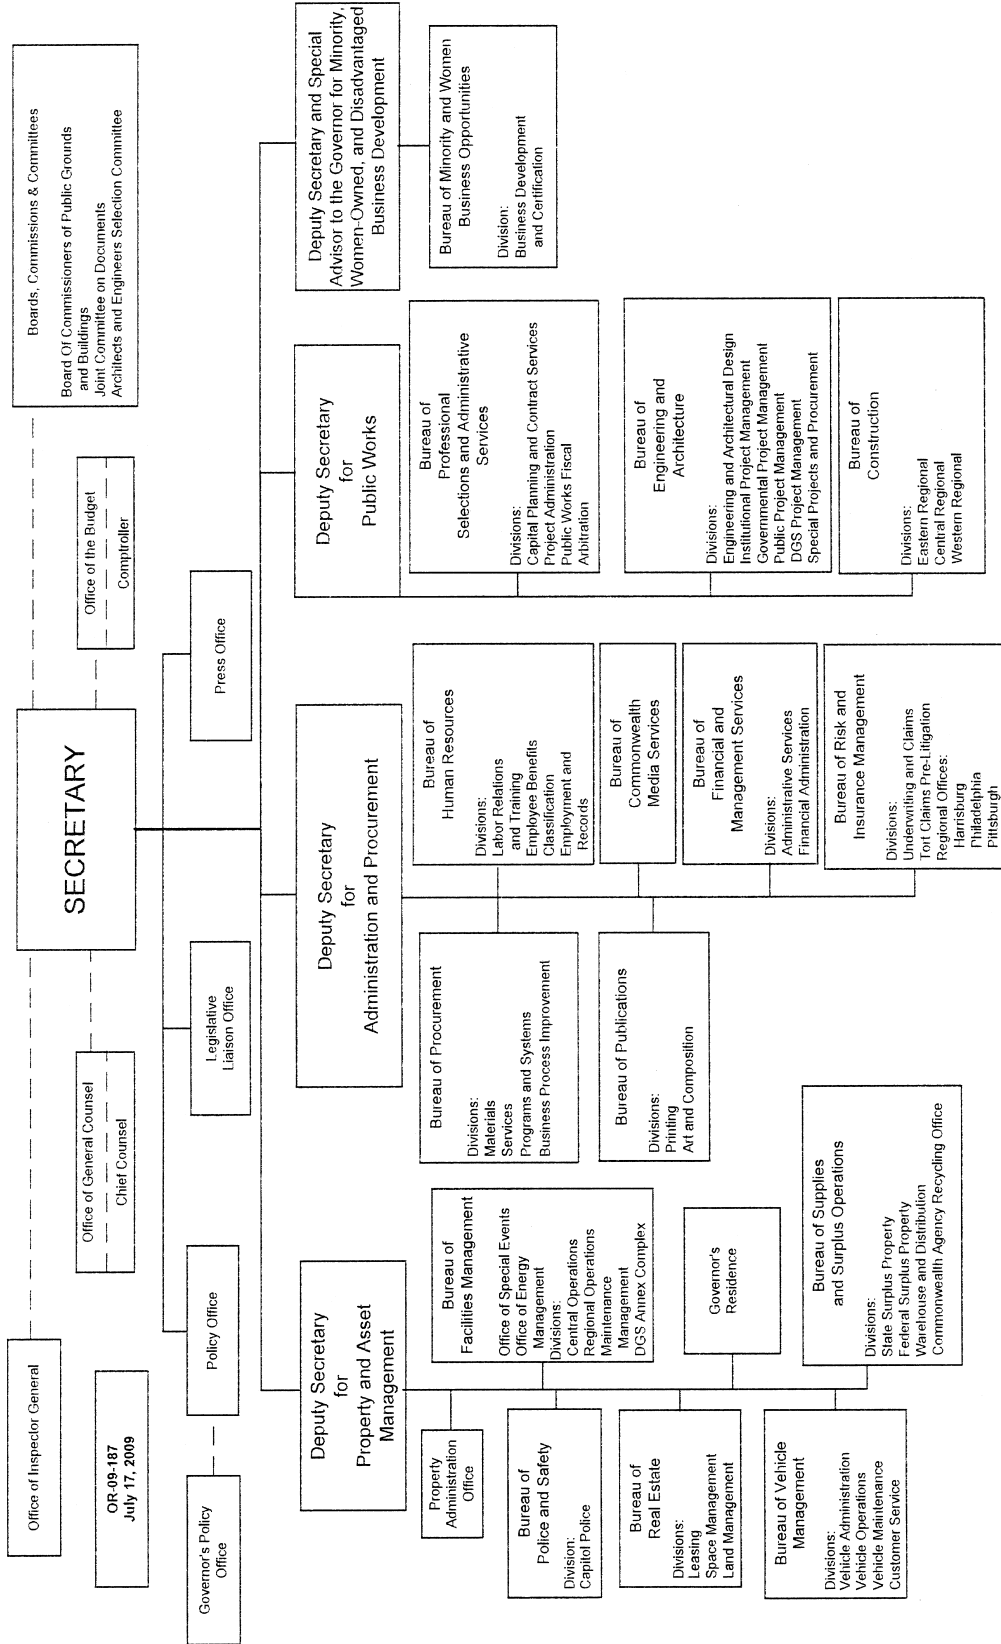 Office of Inspector General
SECRETARY
Boards, Commissions & Committees
Board Of Commissioners of Public Grounds
and Buildings
Joint Committee on Documents
Architects and Engineers Selection Committee
OR-09-187
July 17, 2009
Office of General Counsel
Chief Counsel
Office of the Budget
Comptroller
Governor's Policy
Office
Policy Office
Legislative
Liaison Office
Press Office
Deputy Secretary
for
Property and Asset
Management
Property
Administration
Office
Bureau of
Facilities Management
Office of Special Events
Office of Energy
Management
Divisions:
Central Operations
Regional Operations
Maintenance
Management
DGS Annex Complex
Bureau of
Police and Safety
Division:
Capitol Police
Bureau of
Real Estate
Divisions:
Leasing
Space Management
Land Management
Governor's
Residence
Bureau of Vehicle
Management
Divisions:
Vehicle Administration
Vehicle Operations
Vehicle Maintenance
Customer Service
Bureau of Supplies
and Surplus Operations
Divisions:
State Surplus Property
Federal Surplus Property
Warehouse and Distribution
Commonwealth Agency Recycling Office
Deputy Secretary
for
Administration and Procurement
Bureau of Procurement
Divisions:
Materials
Services
Programs and Systems
Business Process Improvement
Bureau of Publications
Divisions:
Printing
Art and Composition
Bureau of
Human Resources
Divisions:
Labor Relations
and Training
Employee Benefits
Classification
Employment and
Records
Bureau of
Commonwealth
Media Services
Bureau of
Financial and
Management Services
Divisions:
Administrative Services
Financial Administration
Bureau of Risk and
Insurance Management
Divisions:
Underwriting and Claims
Tort Claims Pre-Litigation
Regional Offices:
Harrisburg
Philadelphia
Pittsburgh
Deputy Secretary
for
Public Works
Bureau of
Professional
Selections and Administrative
Services
Divisions:
Capital Planning and Contract Services
Project Administration
Public Works Fiscal
Arbitration
Bureau of
Engineering and
Architecture
Divisions:
Engineering and Architectural Design
Institutional Project Management
Governmental Project Management
Public Project Management
DGS Project Management
Special Projects and Procurement
Bureau of
Construction
Divisions:
Eastern Regional
Central Regional
Western Regional
Deputy Secretary and Special
Advisor to the Governor for Minority,
Women-Owned, and Disadvantaged
Business Development
Bureau of Minority and Women
Business Opportunities
Division:
Business Development
and Certification